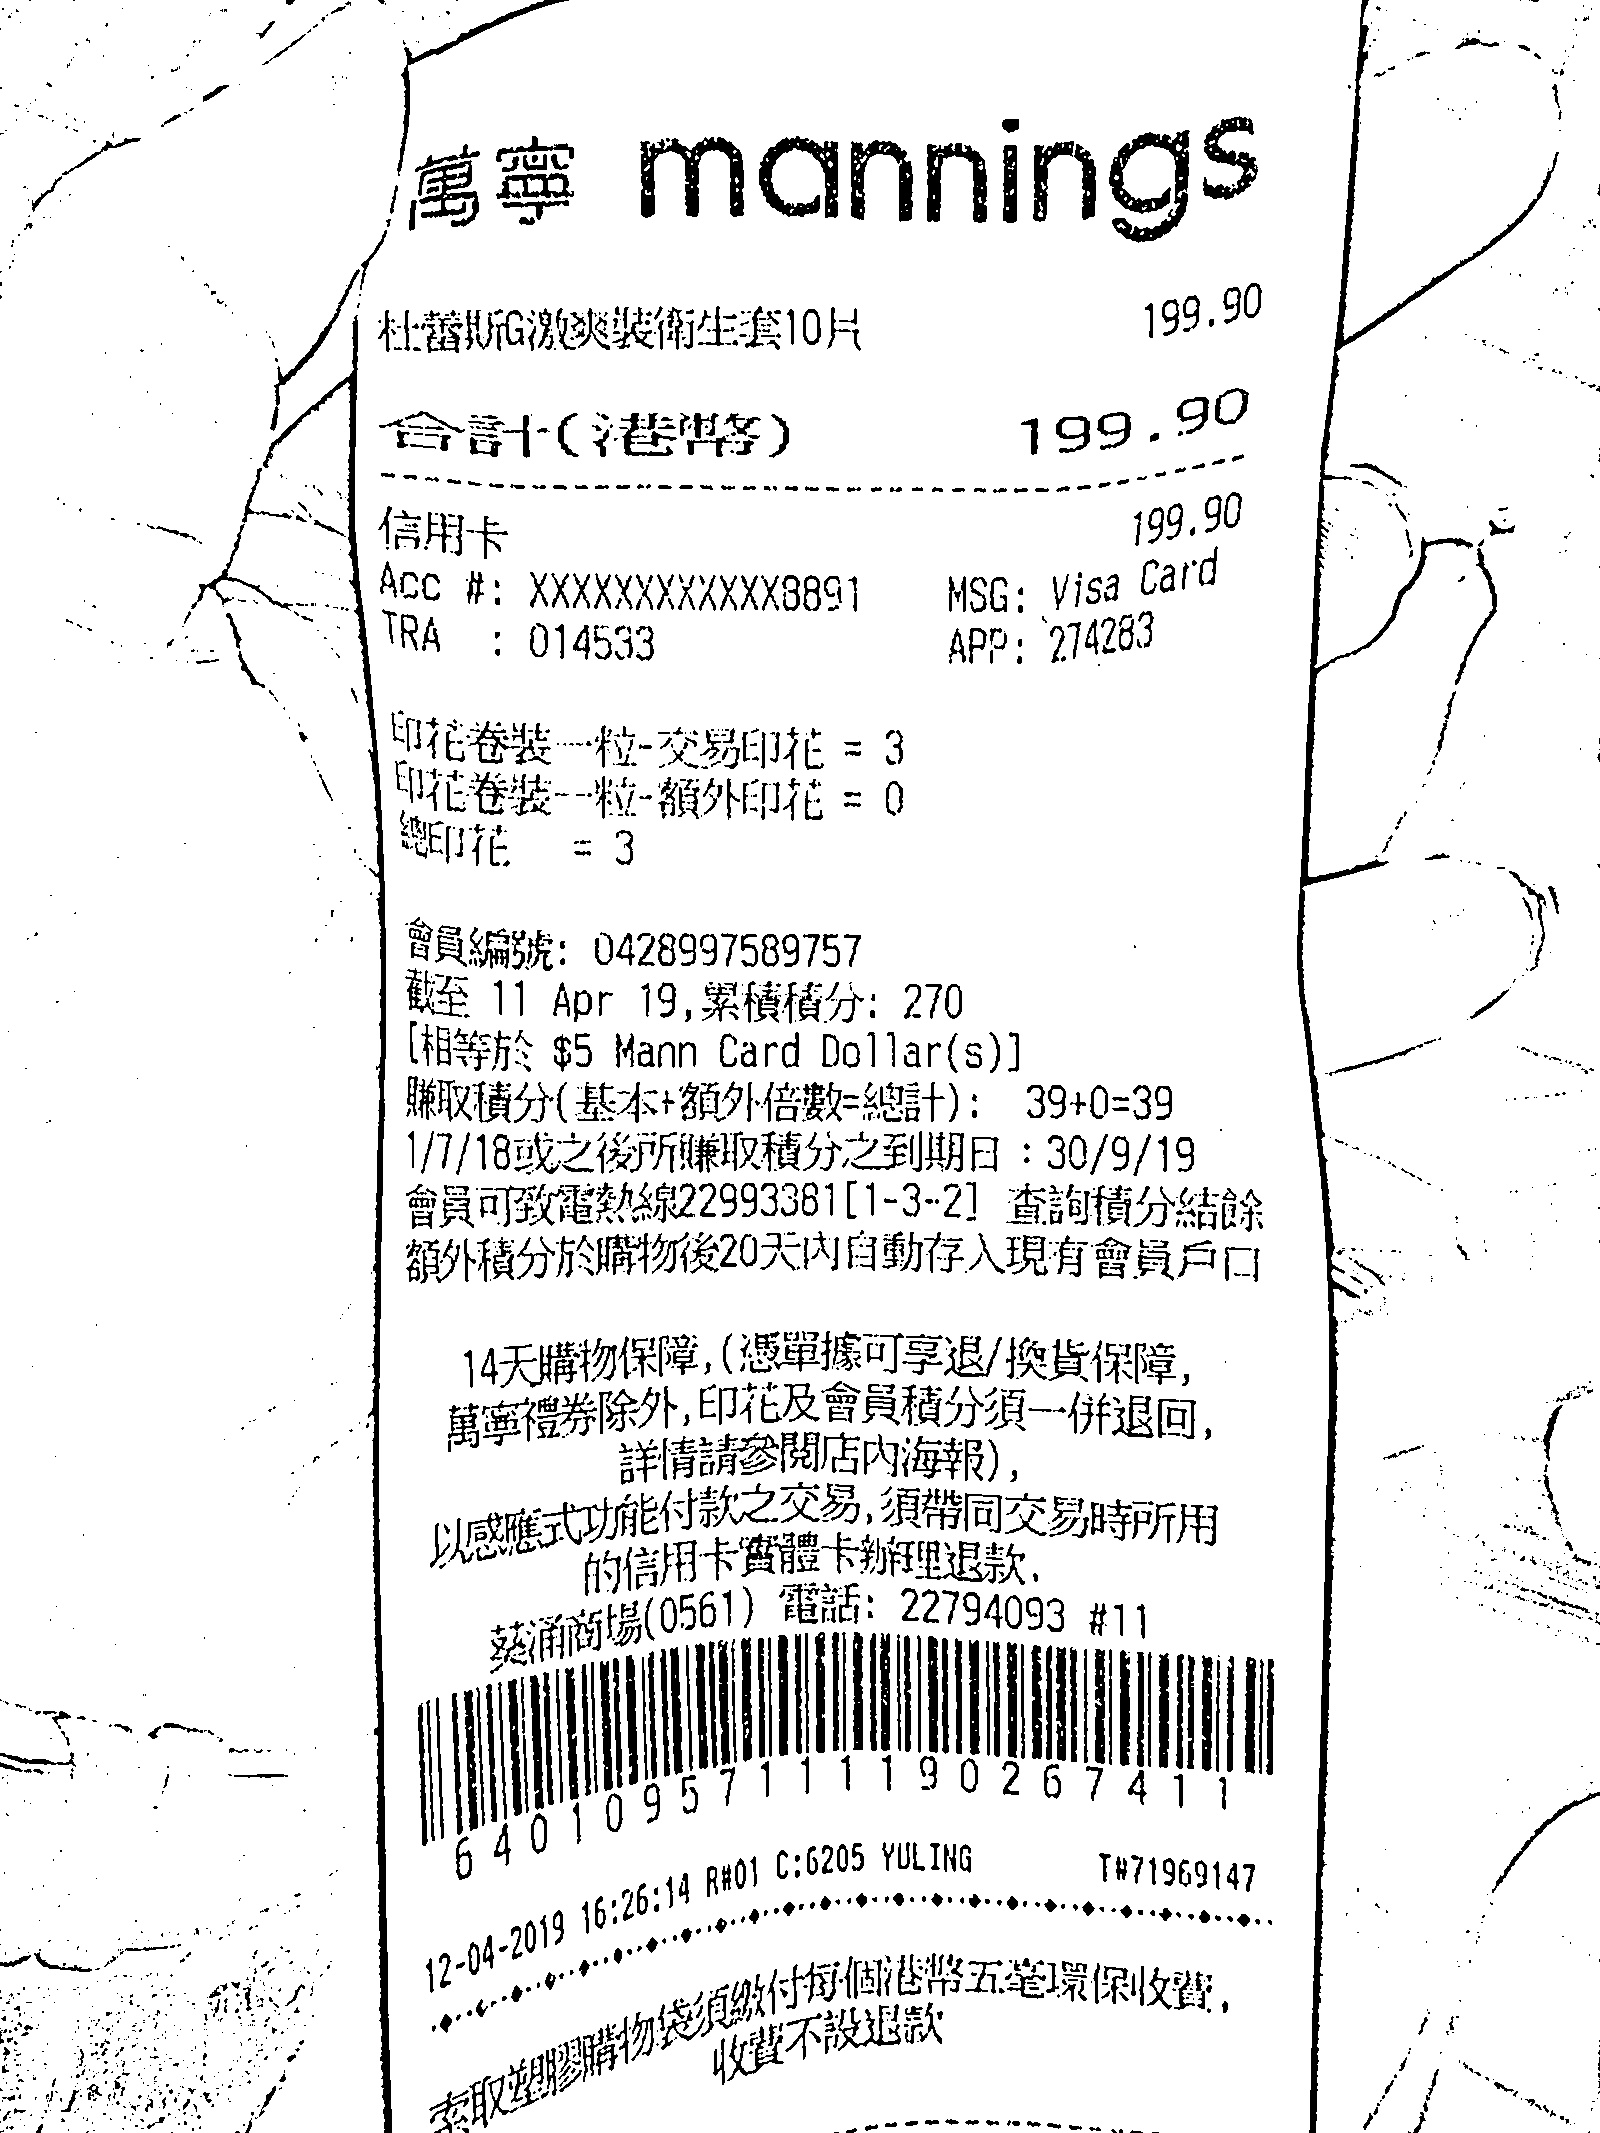 萬寧 mannings
杜蕾斯G激爽裝衛生套10片 199.90
合計(港幣) 199.90
信用卡 199.90
Acc #: XXXXXXXXXXXX8891 MSG: Visa Card
TRA : 014533 APP: 274283
印花卷裝一粒-交易印花 = 3
印花卷裝一粒-額外印花 = 0
總印花 = 3
會員編號: 0428997589757
截至 11 Apr 19,累積積分: 270
[相等於 $5 Mann Card Dollar(s)]
賺取積分(基本+額外倍數=總計): 39+0=39
1/7/18或之後所賺取積分之到期日 : 30/9/19
會員可致電熱線22993381[1-3-2] 查詢積分結餘
額外積分於購物後20天內自動存入現有會員戶口
14天購物保障,(憑單據可享退/換貨保障,
萬寧禮券除外,印花及會員積分須一併退回,
詳情請參閱店內海報),
以感應式功能付款之交易,須帶同交易時所用
的信用卡實體卡辦理退款.
葵涌商場(0561) 電話: 22794093 #11
64010957111190267411
12-04-2019 16:26:14 R#01 C:6205 YULING T#71969147
索取塑膠購物袋須繳付每個港幣五毫環保收費,
收費不設退款